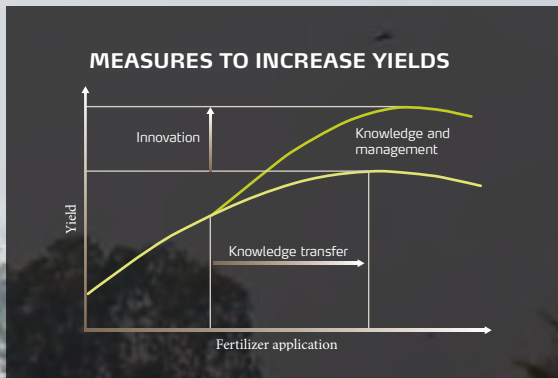 MEASURES TO INCREASE YIELDS
Innovation
Knowledge and
management
Yield
Knowledge transfer
Fertilizer application